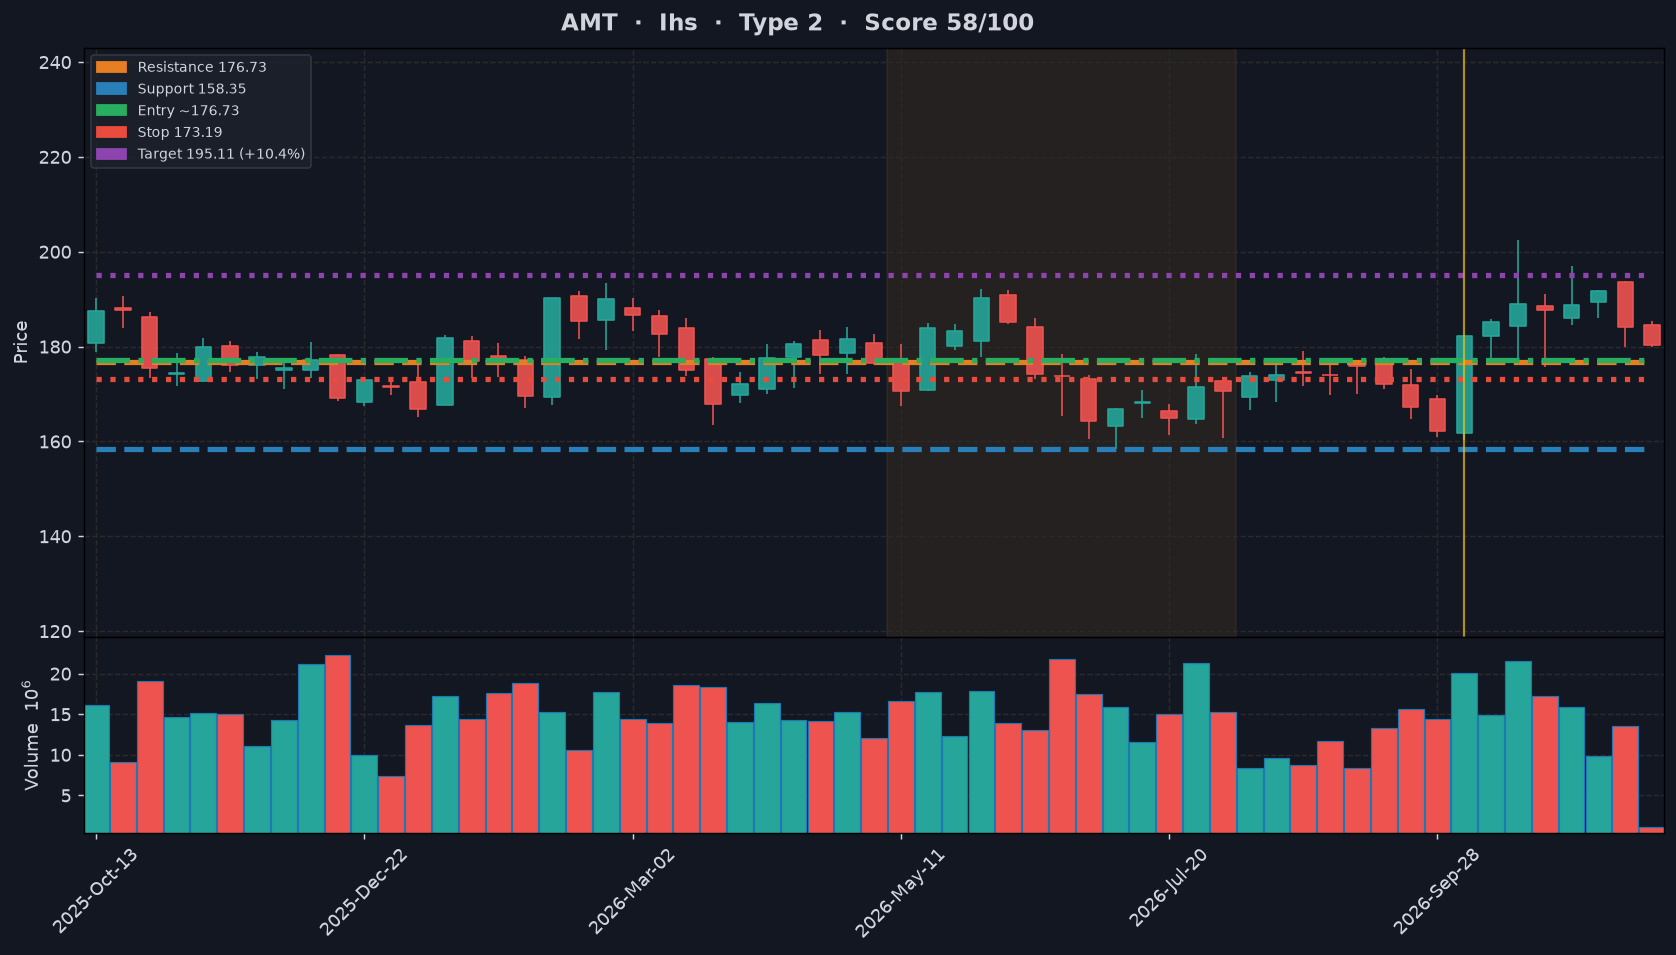 AMT · Ihs · Type 2 · Score 58/100
Resistance 176.73
Support 158.35
Entry ~176.73
Stop 173.19
Target 195.11 (+10.4%)
Price
240
220
200
180
160
140
120
Volume 10⁶
20
15
10
5
2025-Oct-13
2025-Dec-22
2026-Mar-02
2026-May-11
2026-Jul-20
2026-Sep-28